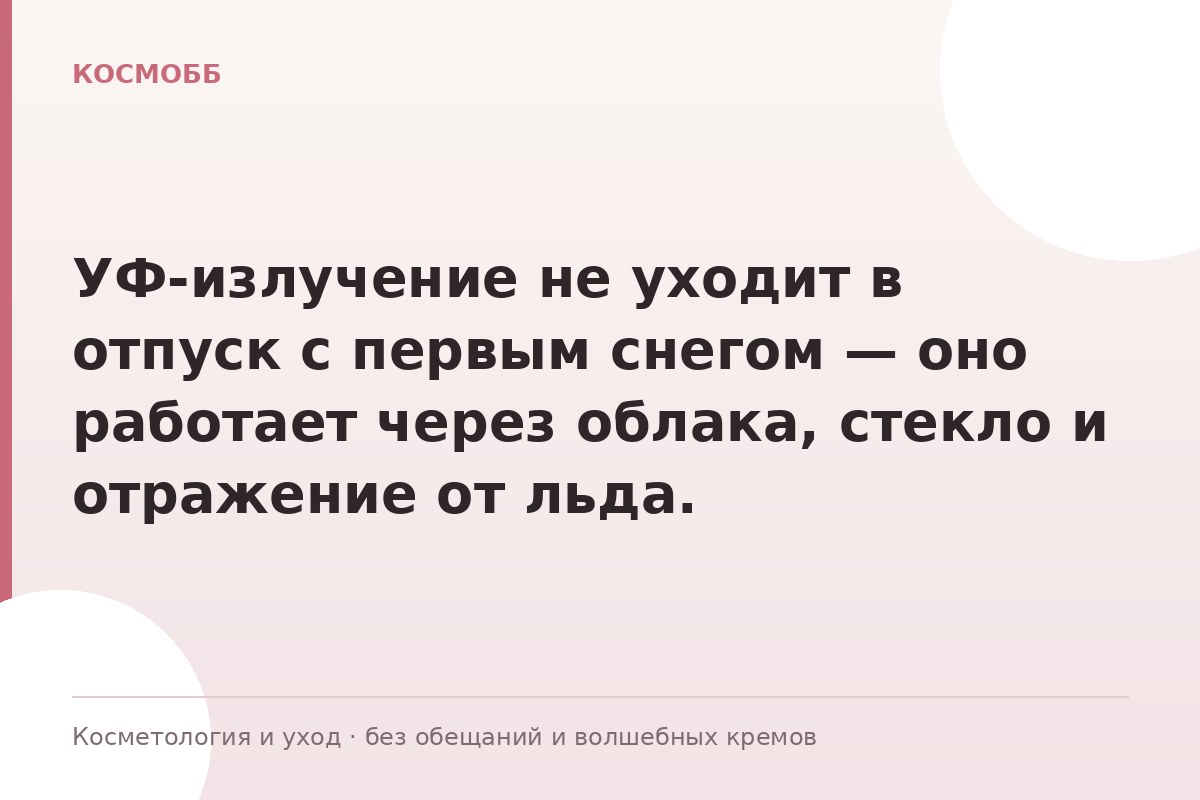 КОСМОББ
УФ-излучение не уходит в
отпуск с первым снегом — оно
работает через облака, стекло и
отражение от льда.
Косметология и уход · без обещаний и волшебных кремов